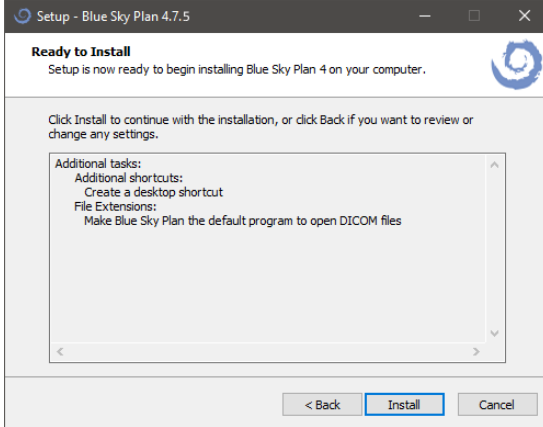 Setup - Blue Sky Plan 4.7.5
Ready to Install
Setup is now ready to begin installing Blue Sky Plan 4 on your computer.
Click Install to continue with the installation, or click Back if you want to review or
change any settings.
Additional tasks:
Additional shortcuts:
Create a desktop shortcut
File Extensions:
Make Blue Sky Plan the default program to open DICOM files
< Back Install Cancel